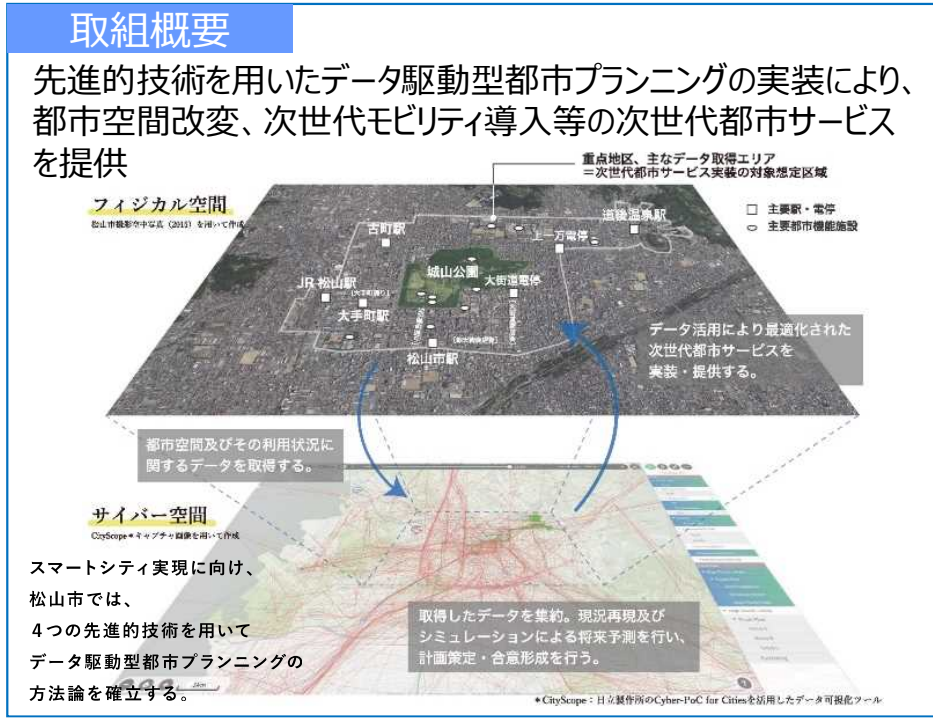 取組概要
先進的技術を用いたデータ駆動型都市プランニングの実装により、
都市空間改変、次世代モビリティ導入等の次世代都市サービス
を提供
重点地区、主なデータ取得エリア
＝次世代都市サービス実装の対象想定区域
フィジカル空間
松山市撮影空中写真（2015）を用いて作成
□ 主要駅・電停
主要都市機能施設
道後温泉駅
上一万電停
古町駅
城山公園
大街道電停
JR 松山駅
大手町駅
松山市駅
データ活用により最適化された
次世代都市サービスを
実装・提供する。
都市空間及びその利用状況に
関するデータを取得する。
サイバー空間
CityScope＊キャプチャ画像を用いて作成
スマートシティ実現に向け、
松山市では、
４つの先進的技術を用いて
データ駆動型都市プランニングの
方法論を確立する。
取得したデータを集約。現況再現及び
シミュレーションによる将来予測を行い、
計画策定・合意形成を行う。
＊CityScope：日立製作所のCyber-PoC for Citiesを活用したデータ可視化ツール